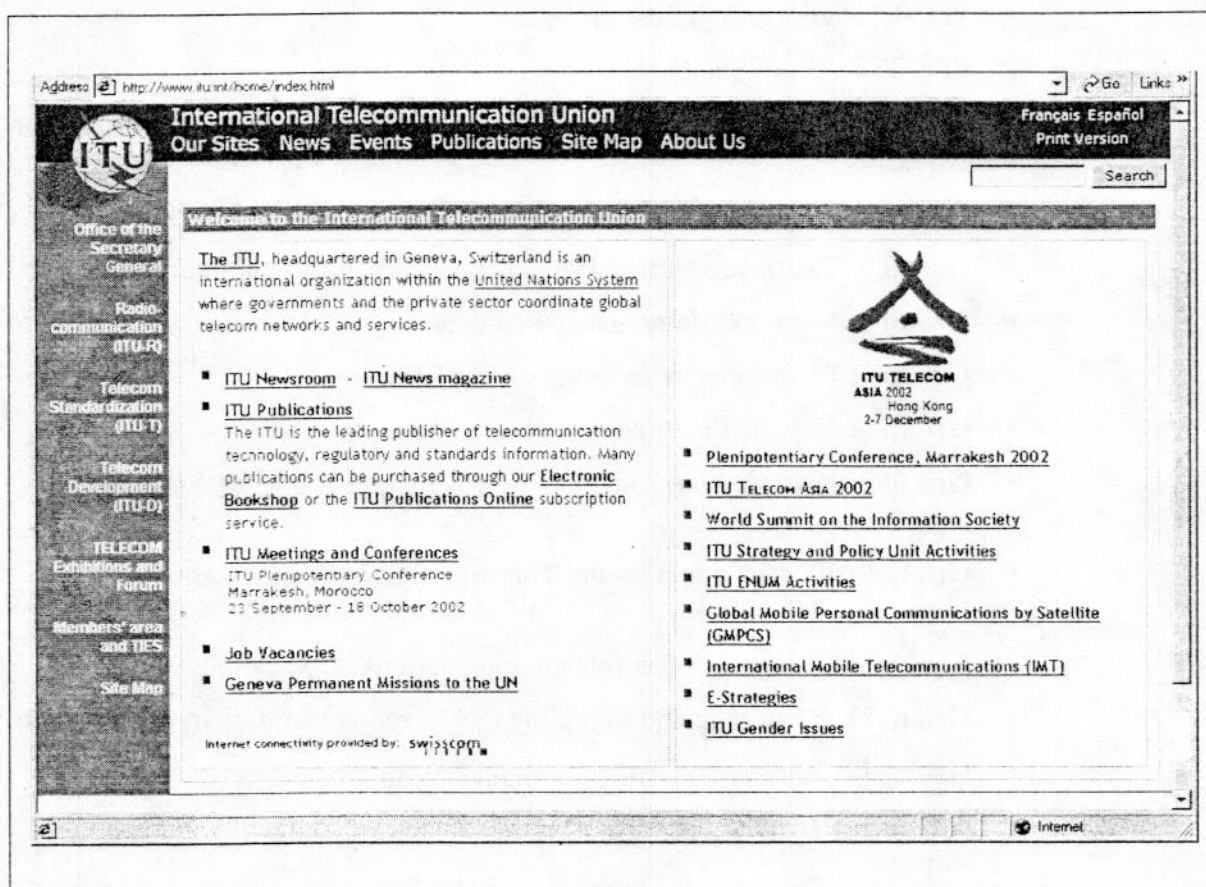 Address http://www.itu.int/home/index.html Go Links »
International Telecommunication Union
Français Español
Our Sites News Events Publications Site Map About Us
Print Version
ITU
Search
Office of the
Secretary
General
Radio-
communication
(ITU-R)
Telecom
Standardization
(ITU-T)
Telecom
Development
(ITU-D)
TELECOM
Exhibitions and
Forum
Members' area
and TIES
Site Map
Welcome to the International Telecommunication Union
The ITU, headquartered in Geneva, Switzerland is an
international organization within the United Nations System
where governments and the private sector coordinate global
telecom networks and services.
ITU Newsroom - ITU News magazine
ITU Publications
The ITU is the leading publisher of telecommunication
technology, regulatory and standards information. Many
publications can be purchased through our Electronic
Bookshop or the ITU Publications Online subscription
service.
ITU Meetings and Conferences
ITU Plenipotentiary Conference
Marrakesh, Morocco
23 September - 18 October 2002
Job Vacancies
Geneva Permanent Missions to the UN
Internet connectivity provided by: swisscom
ITU TELECOM
ASIA 2002
Hong Kong
2-7 December
Plenipotentiary Conference, Marrakesh 2002
ITU TELECOM ASIA 2002
World Summit on the Information Society
ITU Strategy and Policy Unit Activities
ITU ENUM Activities
Global Mobile Personal Communications by Satellite
(GMPCS)
International Mobile Telecommunications (IMT)
E-Strategies
ITU Gender Issues
Internet